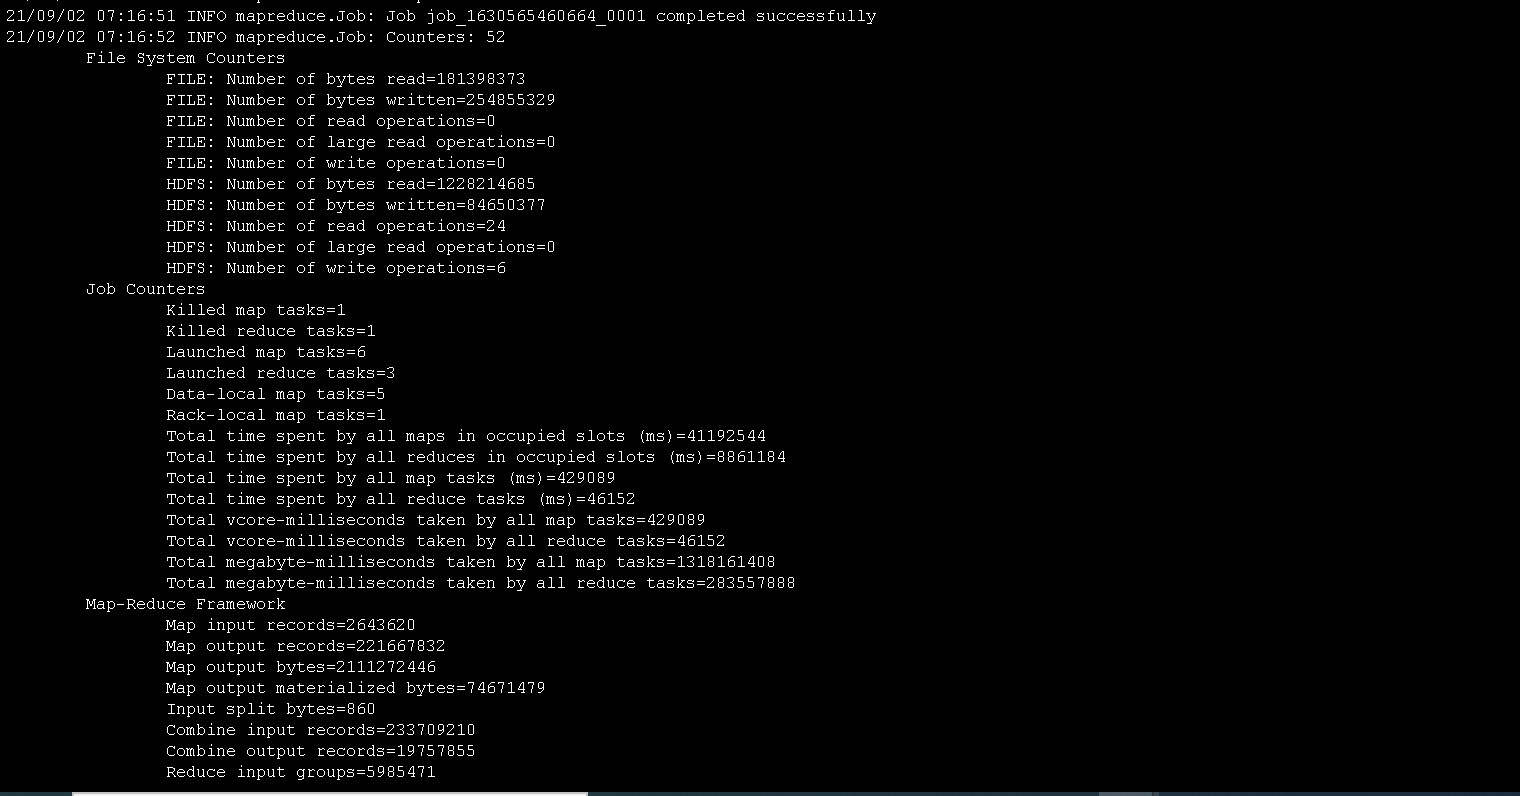 21/09/02 07:16:51 INFO mapreduce.Job: Job job_1630565460664_0001 completed successfully
21/09/02 07:16:52 INFO mapreduce.Job: Counters: 52
File System Counters
FILE: Number of bytes read=181398373
FILE: Number of bytes written=254855329
FILE: Number of read operations=0
FILE: Number of large read operations=0
FILE: Number of write operations=0
HDFS: Number of bytes read=1228214685
HDFS: Number of bytes written=84650377
HDFS: Number of read operations=24
HDFS: Number of large read operations=0
HDFS: Number of write operations=6
Job Counters
Killed map tasks=1
Killed reduce tasks=1
Launched map tasks=6
Launched reduce tasks=3
Data-local map tasks=5
Rack-local map tasks=1
Total time spent by all maps in occupied slots (ms)=41192544
Total time spent by all reduces in occupied slots (ms)=8861184
Total time spent by all map tasks (ms)=429089
Total time spent by all reduce tasks (ms)=46152
Total vcore-milliseconds taken by all map tasks=429089
Total vcore-milliseconds taken by all reduce tasks=46152
Total megabyte-milliseconds taken by all map tasks=1318161408
Total megabyte-milliseconds taken by all reduce tasks=283557888
Map-Reduce Framework
Map input records=2643620
Map output records=221667832
Map output bytes=2111272446
Map output materialized bytes=74671479
Input split bytes=860
Combine input records=233709210
Combine output records=19757855
Reduce input groups=5985471